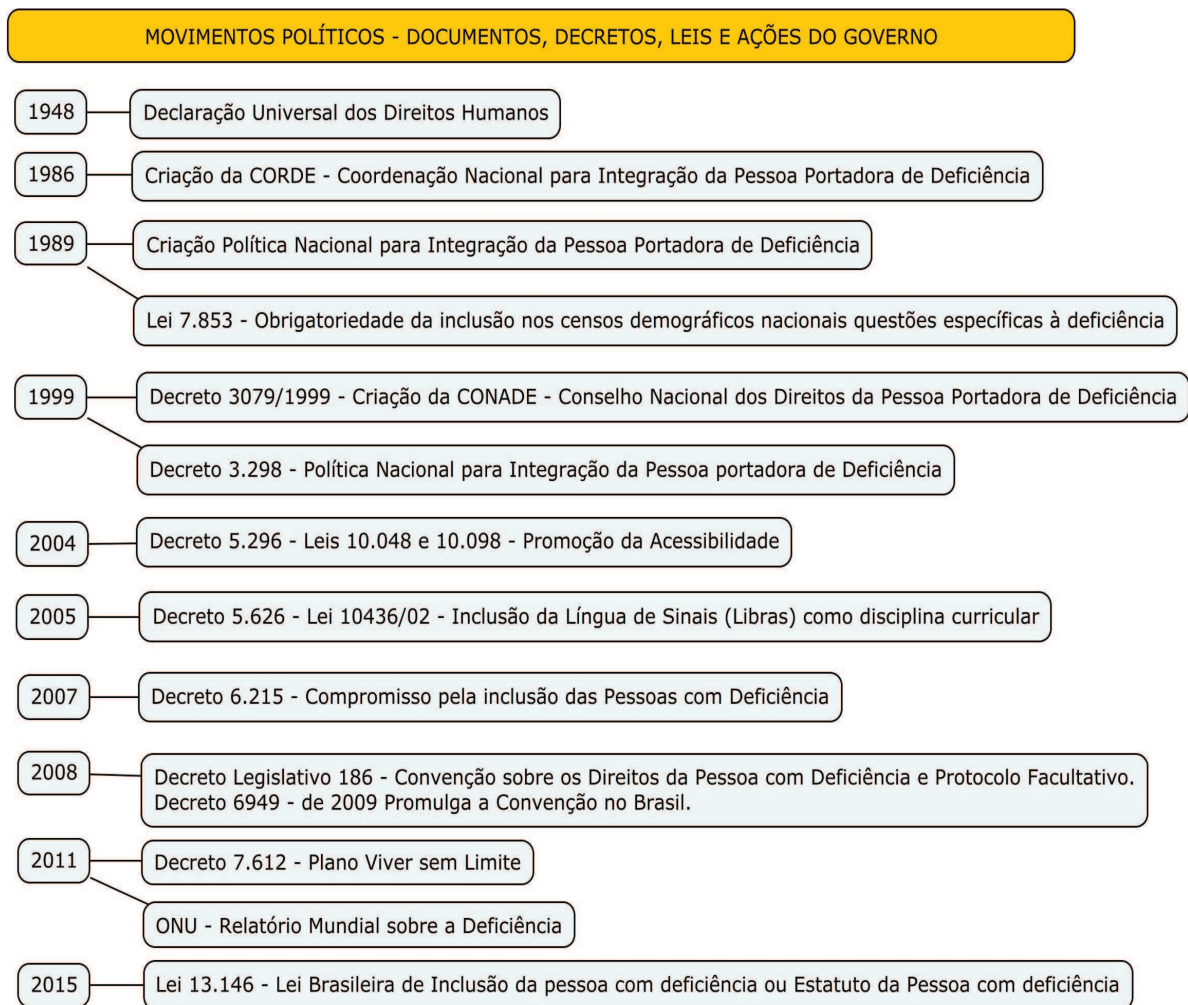 MOVIMENTOS POLÍTICOS - DOCUMENTOS, DECRETOS, LEIS E AÇÕES DO GOVERNO
1948
Declaração Universal dos Direitos Humanos
1986
Criação da CORDE - Coordenação Nacional para Integração da Pessoa Portadora de Deficiência
1989
Criação Política Nacional para Integração da Pessoa Portadora de Deficiência
Lei 7.853 - Obrigatoriedade da inclusão nos censos demográficos nacionais questões específicas à deficiência
1999
Decreto 3079/1999 - Criação da CONADE - Conselho Nacional dos Direitos da Pessoa Portadora de Deficiência
Decreto 3.298 - Política Nacional para Integração da Pessoa portadora de Deficiência
2004
Decreto 5.296 - Leis 10.048 e 10.098 - Promoção da Acessibilidade
2005
Decreto 5.626 - Lei 10436/02 - Inclusão da Língua de Sinais (Libras) como disciplina curricular
2007
Decreto 6.215 - Compromisso pela inclusão das Pessoas com Deficiência
2008
Decreto Legislativo 186 - Convenção sobre os Direitos da Pessoa com Deficiência e Protocolo Facultativo.
Decreto 6949 - de 2009 Promulga a Convenção no Brasil.
2011
Decreto 7.612 - Plano Viver sem Limite
ONU - Relatório Mundial sobre a Deficiência
2015
Lei 13.146 - Lei Brasileira de Inclusão da pessoa com deficiência ou Estatuto da Pessoa com deficiência